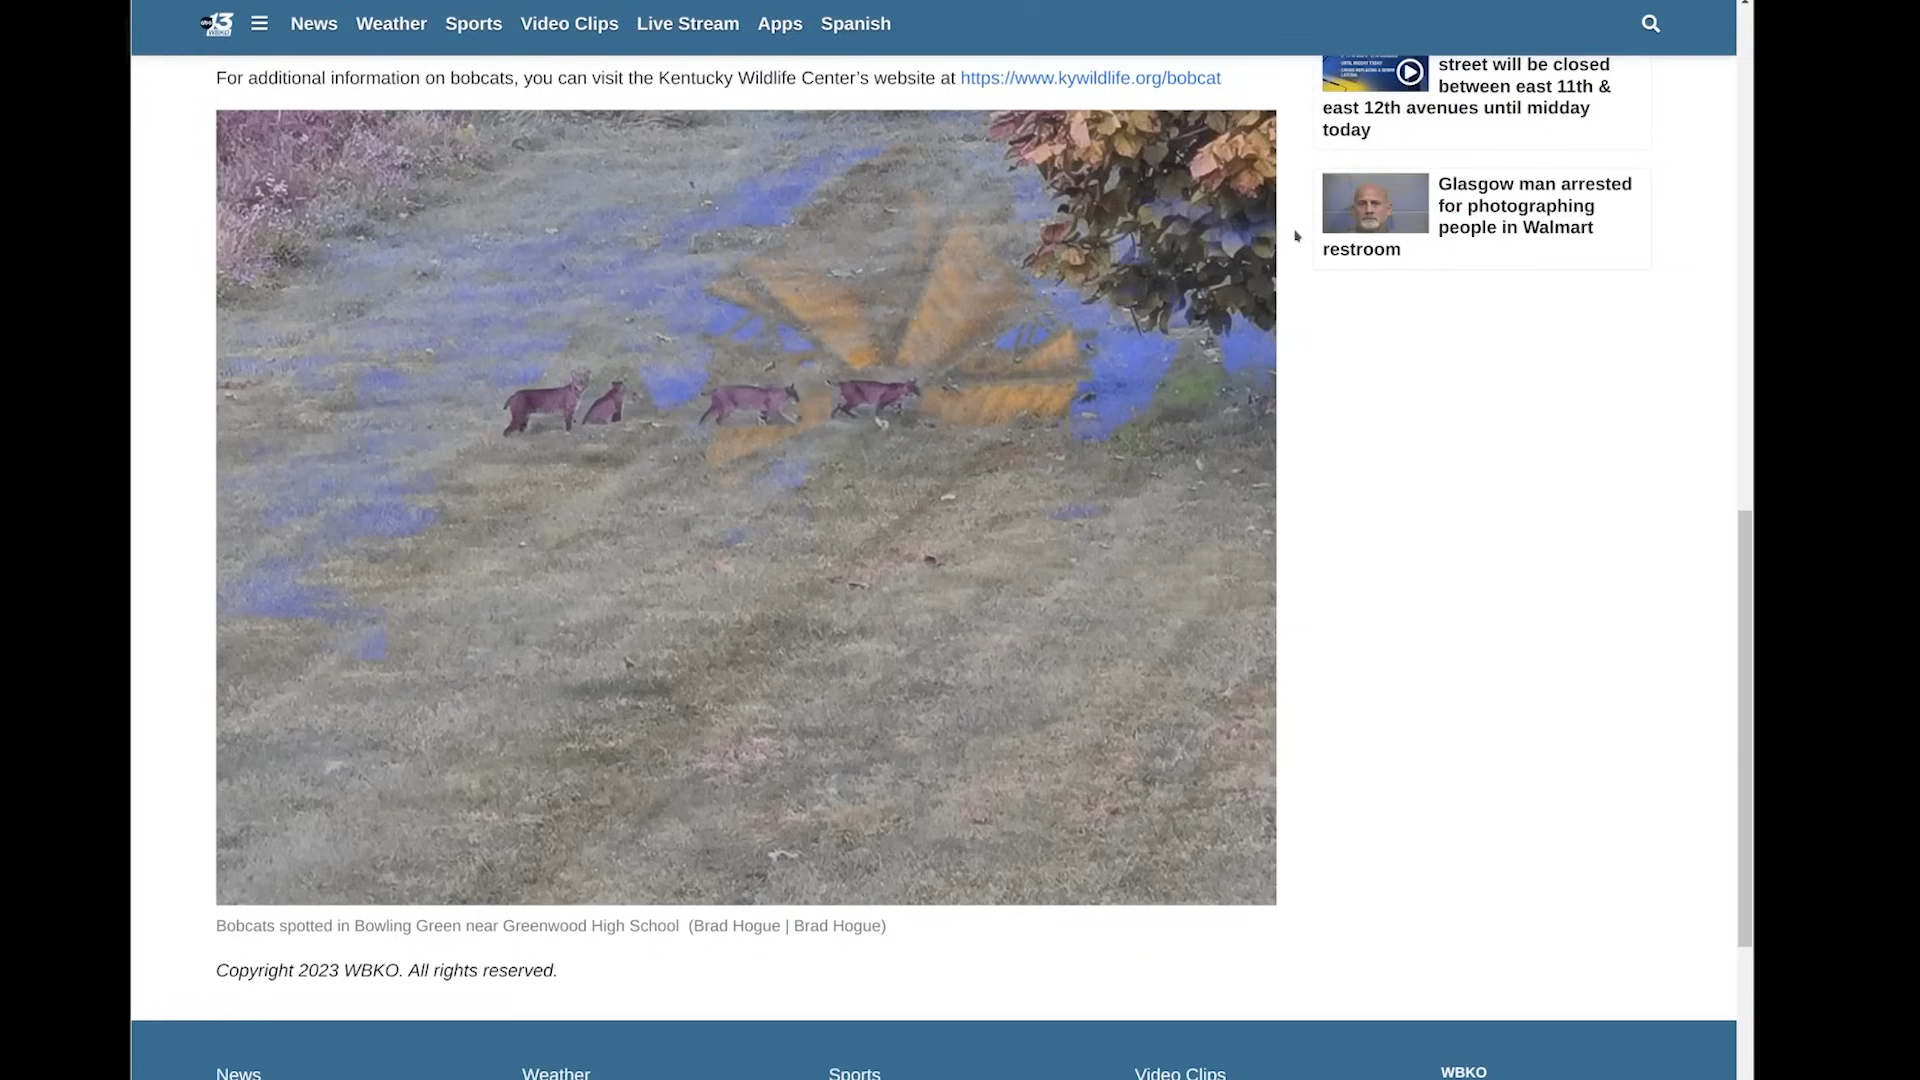 abc 13 WBKO News Weather Sports Video Clips Live Stream Apps Spanish
For additional information on bobcats, you can visit the Kentucky Wildlife Center’s website at https://www.kywildlife.org/bobcat
street will be closed
between east 11th &
east 12th avenues until midday
today
Glasgow man arrested
for photographing
people in Walmart
restroom
Bobcats spotted in Bowling Green near Greenwood High School (Brad Hogue | Brad Hogue)
Copyright 2023 WBKO. All rights reserved.
News Weather Sports Video Clips WBKO